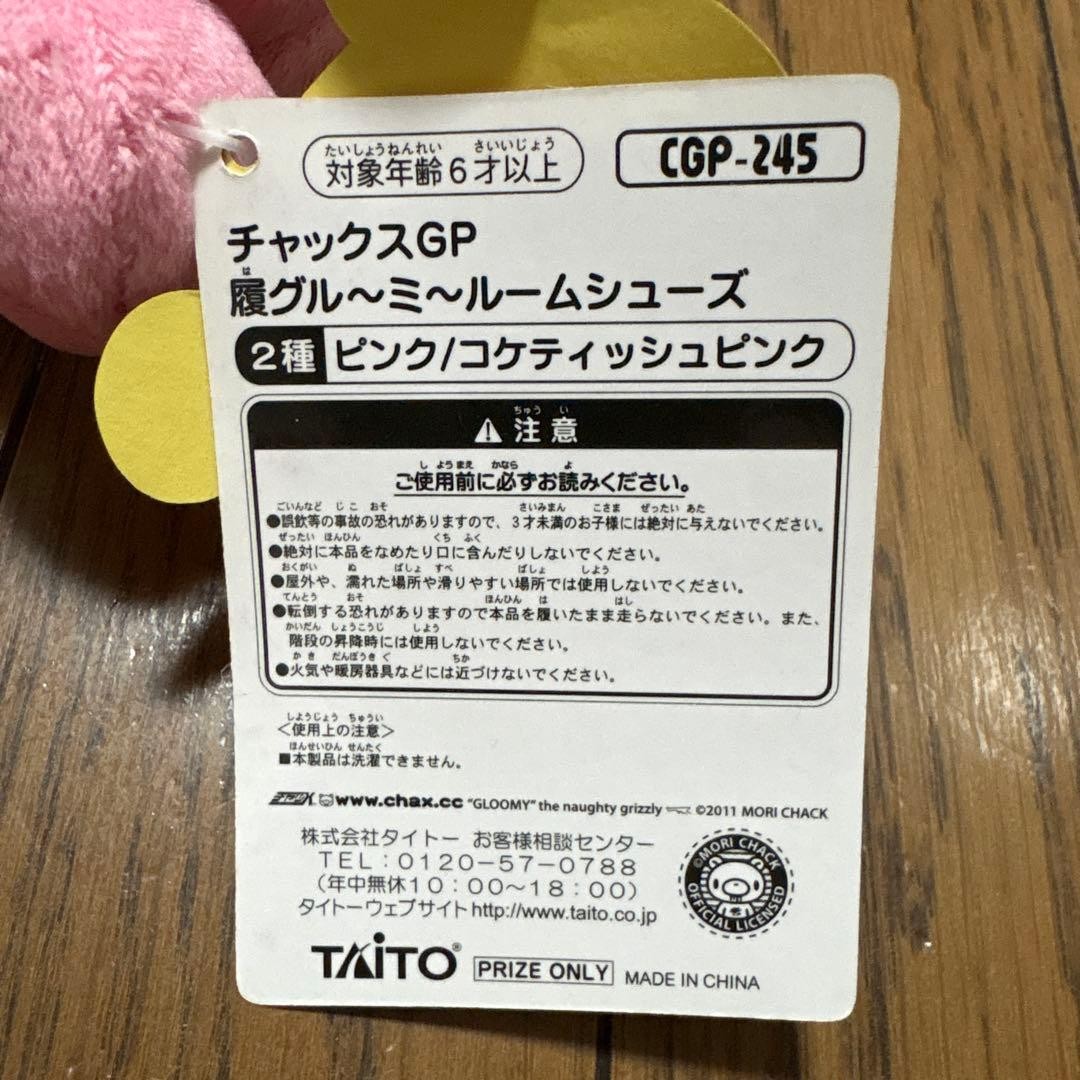 たいしょうねんれい さいいじょう
対象年齢6才以上
CGP-245
チャックスGP
は
履グル～ミ～ルームシューズ
2種 ピンク/コケティッシュピンク
ちゅう い
注意
し ようまえ かなら よ
ご使用前に必ずお読みください。
ごいんなど じ こ おそ さいみまん こさま ぜったい あた
●誤飲等の事故の恐れがありますので、3才未満のお子様には絶対に与えないでください。
ぜったい ほんひん くち ふく
●絶対に本品をなめたり口に含んだりしないでください。
おくがい ぬ ばしょ すべ ばしょ しよう
●屋外や、濡れた場所や滑りやすい場所では使用しないでください。
てんとう おそ ほんひん は はし
●転倒する恐れがありますので本品を履いたまま走らないでください。また、
かいだん しょうこうじ しよう
階段の昇降時には使用しないでください。
か き だんぼうき ぐ ちか
●火気や暖房器具などには近づけないでください。
しようじょう ちゅうい
＜使用上の注意＞
ほんせいひん せんたく
■本製品は洗濯できません。
www.chax.cc "GLOOMY" the naughty grizzly ©2011 MORI CHACK
株式会社タイトー お客様相談センター
TEL：0120-57-0788
（年中無休10：00～18：00）
タイトーウェブサイト http://www.taito.co.jp
©MORI CHACK
OFFICIAL LICENSED
TAITO® PRIZE ONLY MADE IN CHINA